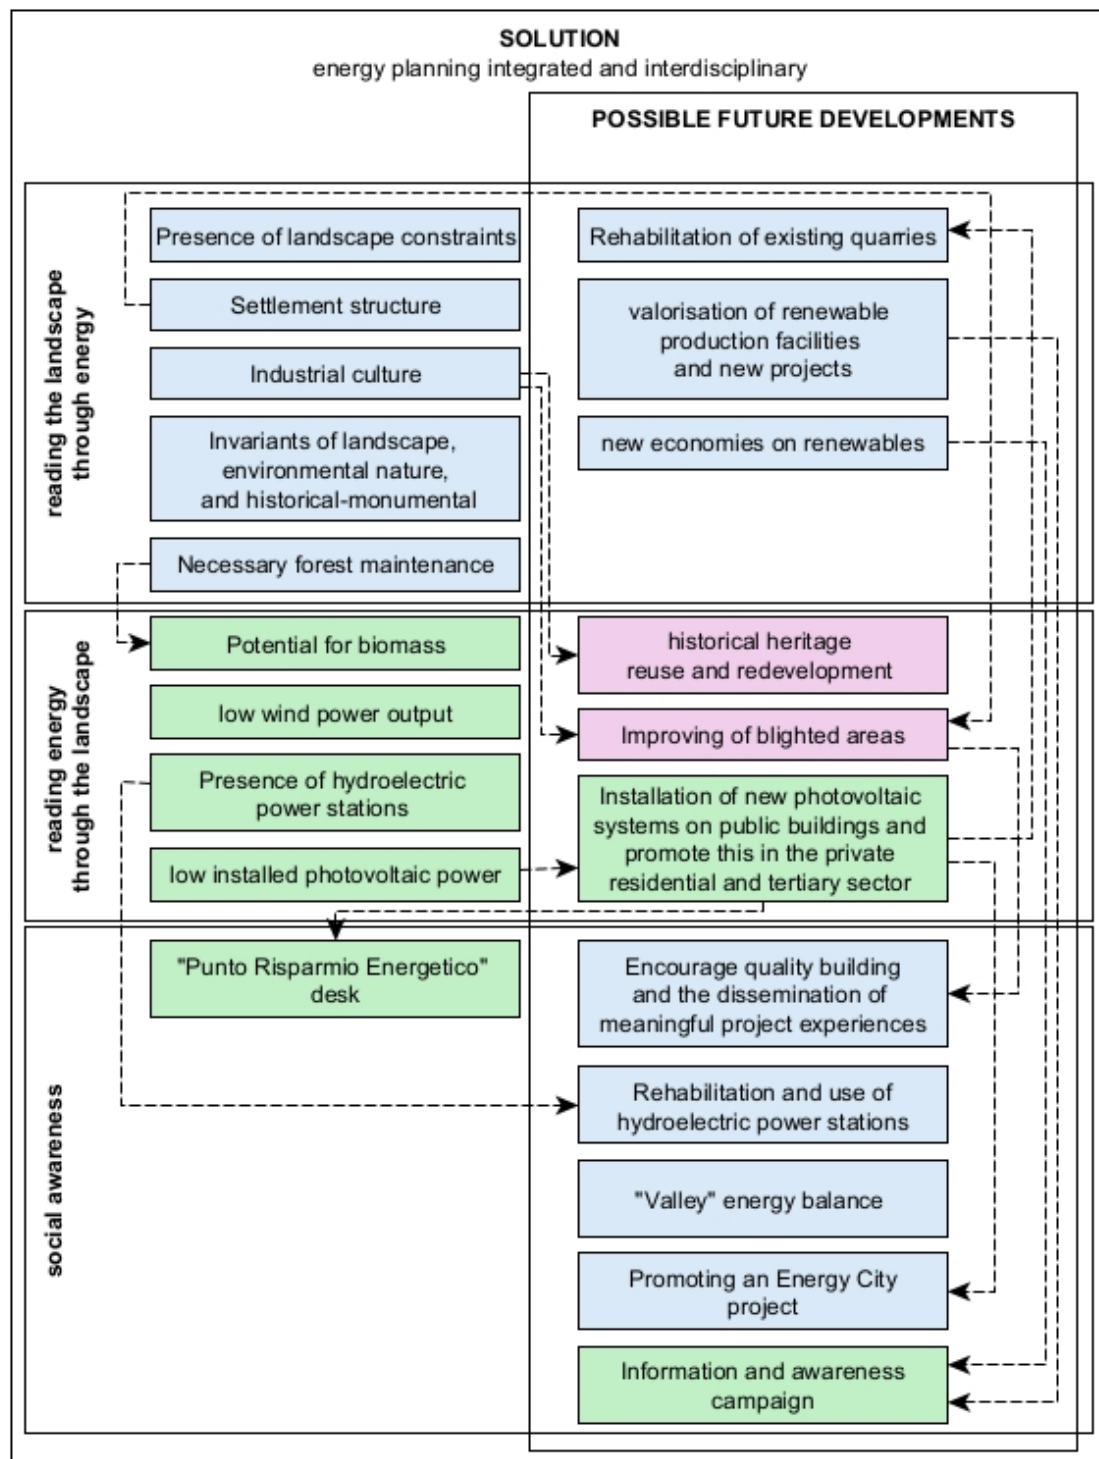 SOLUTION
energy planning integrated and interdisciplinary
POSSIBLE FUTURE DEVELOPMENTS
reading the landscape
through energy
Presence of landscape constraints
Settlement structure
Industrial culture
Invariants of landscape,
environmental nature,
and historical-monumental
Necessary forest maintenance
Rehabilitation of existing quarries
valorisation of renewable
production facilities
and new projects
new economies on renewables
reading energy
through the landscape
Potential for biomass
low wind power output
Presence of hydroelectric
power stations
low installed photovoltaic power
historical heritage
reuse and redevelopment
Improving of blighted areas
Installation of new photovoltaic
systems on public buildings and
promote this in the private
residential and tertiary sector
social awareness
"Punto Risparmio Energetico"
desk
Encourage quality building
and the dissemination of
meaningful project experiences
Rehabilitation and use of
hydroelectric power stations
"Valley" energy balance
Promoting an Energy City
project
Information and awareness
campaign